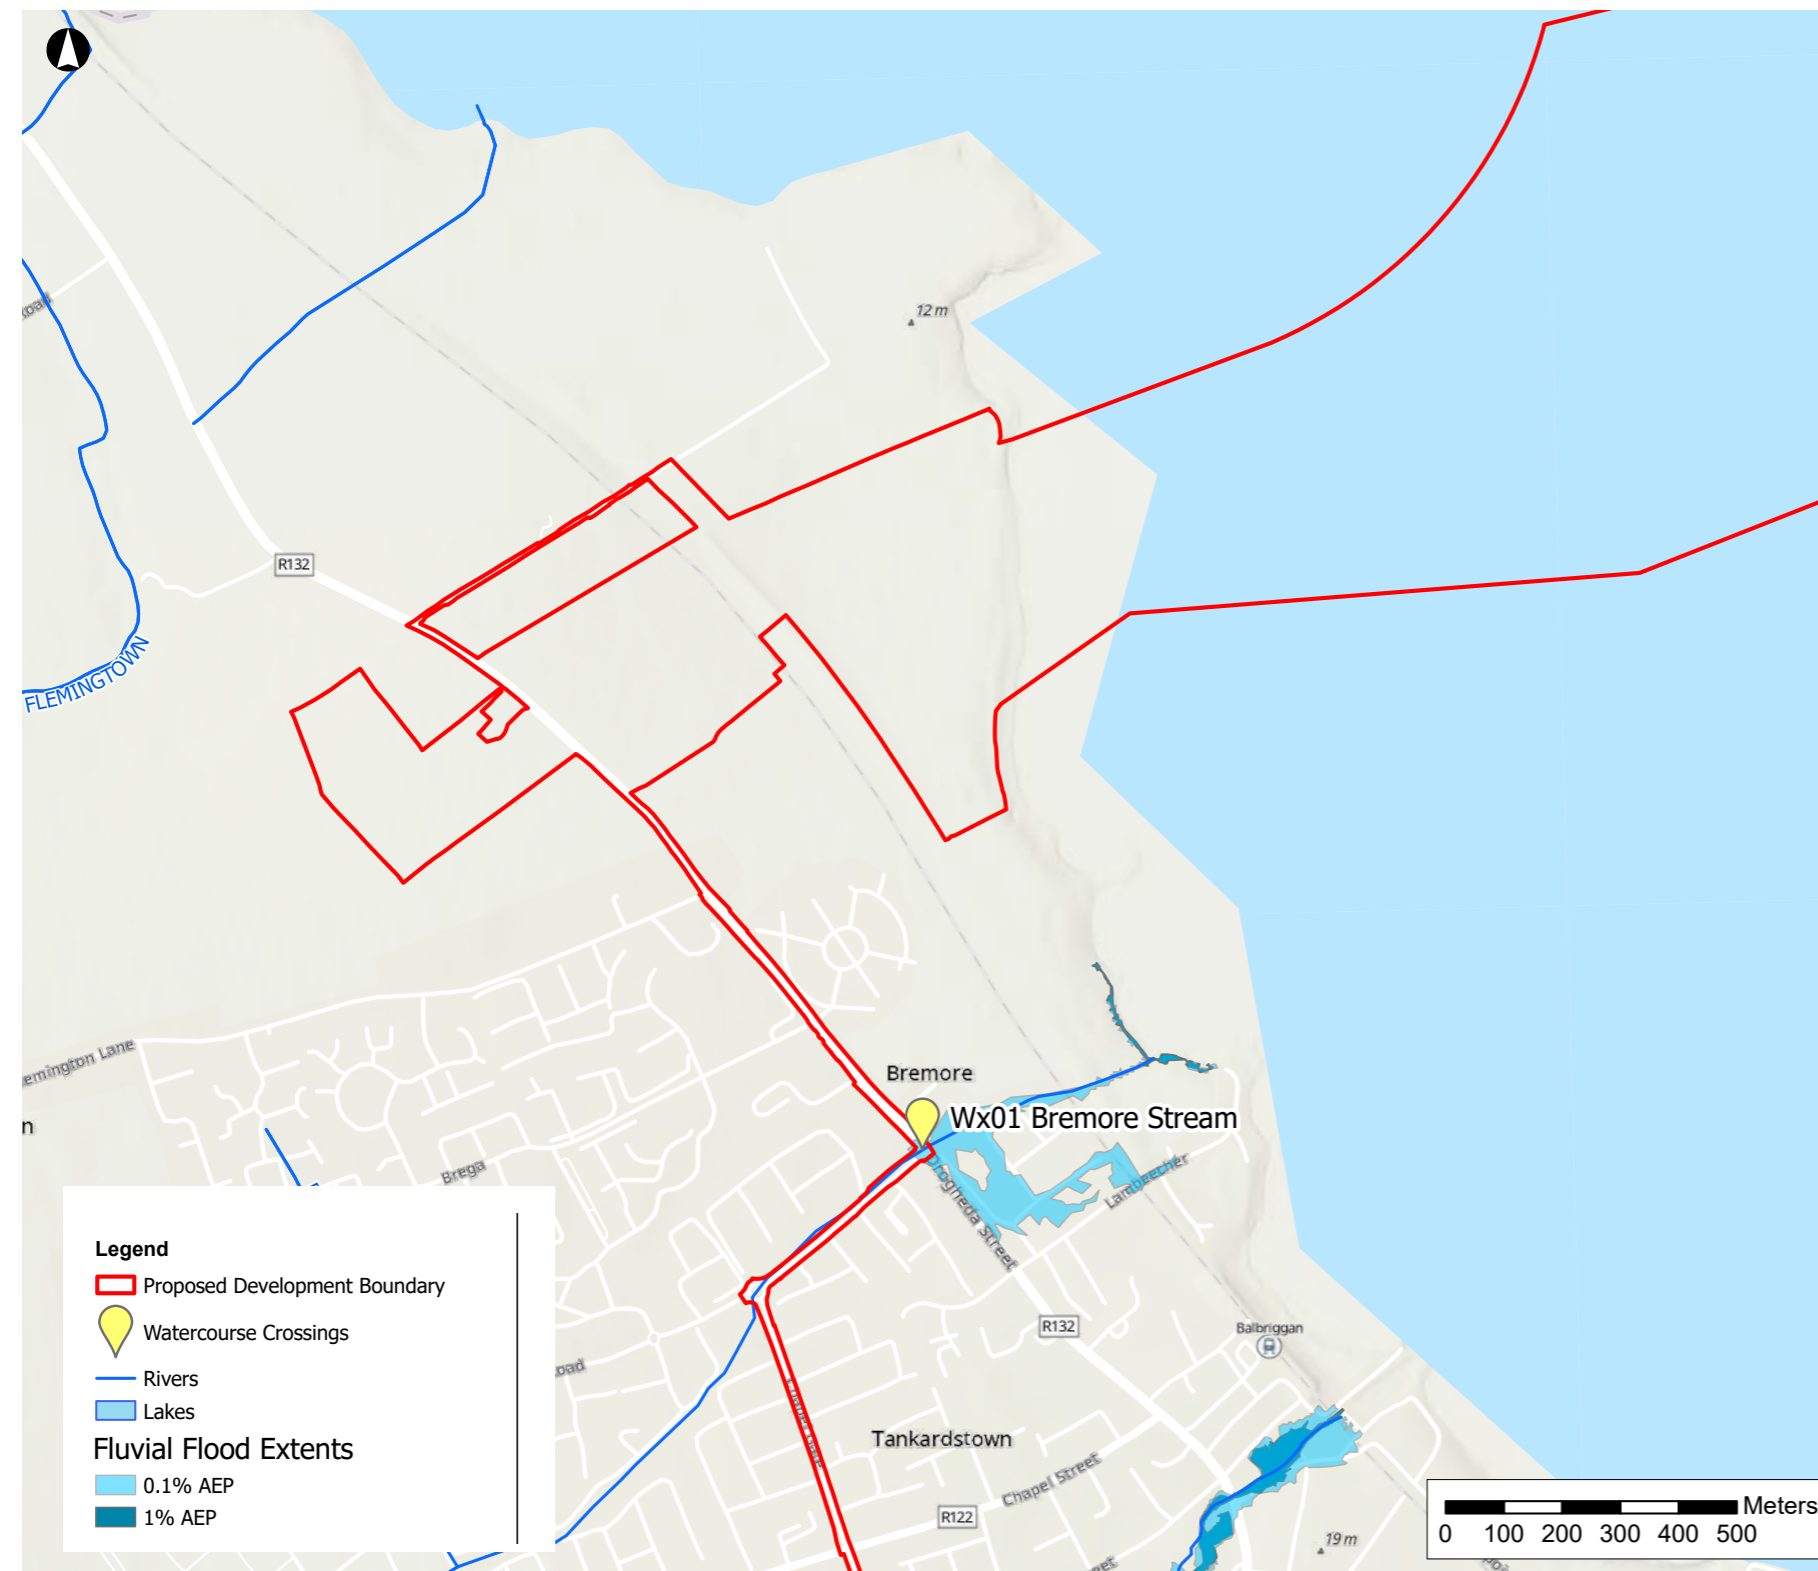 12 m
R132
FLEMINGTOWN
Bremore
Wx01 Bremore Stream
Brega
Drogheda Street
Lambeecher
R132
Balbriggan
Tankardstown
Chapel Street
R122
19 m
n
Legend
Proposed Development Boundary
Watercourse Crossings
Rivers
Lakes
Fluvial Flood Extents
0.1% AEP
1% AEP
Meters
0 100 200 300 400 500